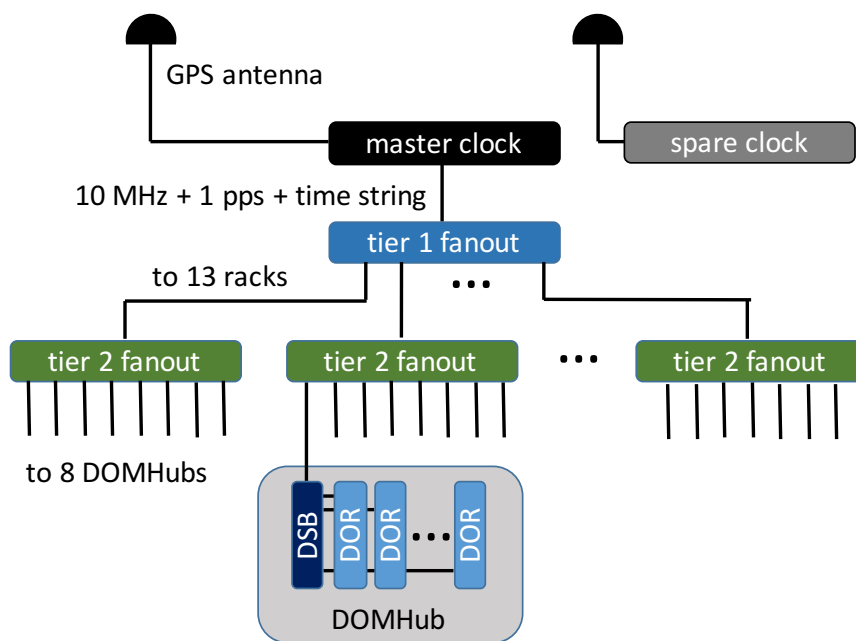 GPS antenna
master clock
spare clock
10 MHz + 1 pps + time string
tier 1 fanout
to 13 racks
...
tier 2 fanout
tier 2 fanout
...
tier 2 fanout
to 8 DOMHubs
DSB
DOR
DOR
...
DOR
DOMHub